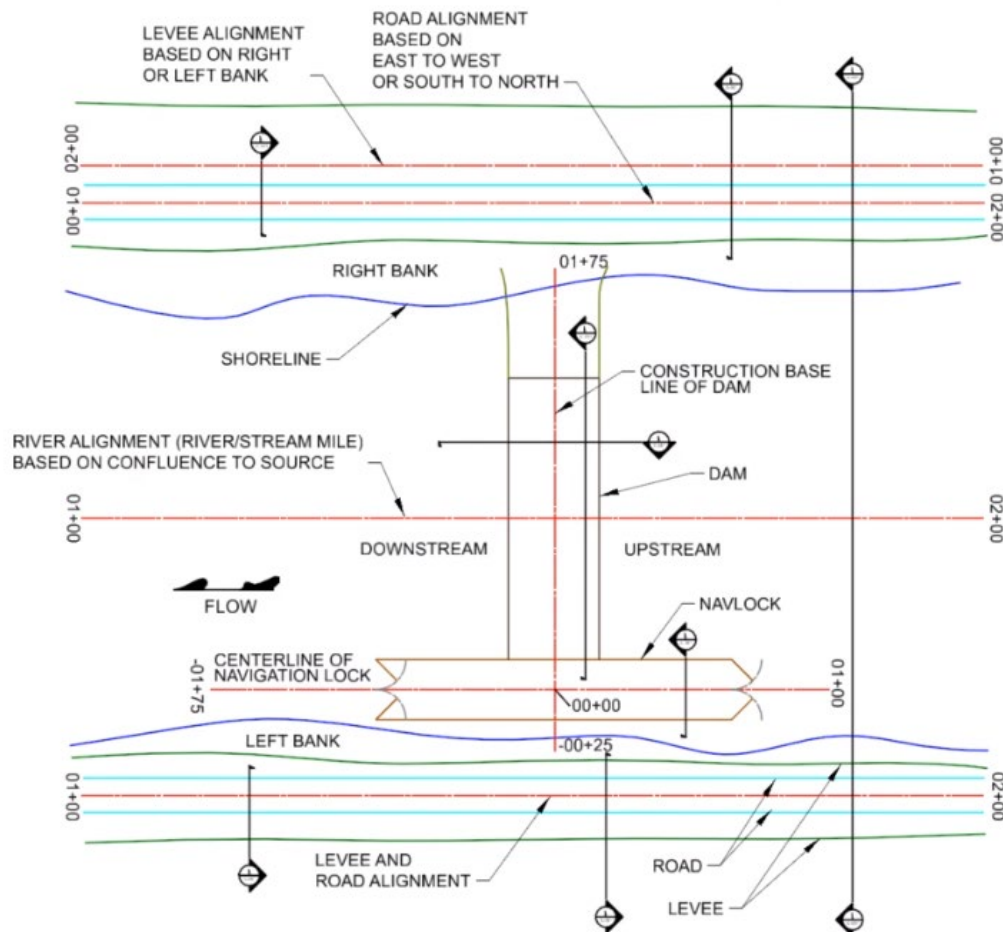 LEVEE ALIGNMENT
BASED ON RIGHT
OR LEFT BANK
ROAD ALIGNMENT
BASED ON
EAST TO WEST
OR SOUTH TO NORTH
00+20
00+10
01+00
02+00
RIGHT BANK
01+75
SHORELINE
CONSTRUCTION BASE
LINE OF DAM
RIVER ALIGNMENT (RIVER/STREAM MILE)
BASED ON CONFLUENCE TO SOURCE
DAM
01+00
02+00
DOWNSTREAM
UPSTREAM
FLOW
NAVLOCK
CENTERLINE OF
NAVIGATION LOCK
-01+75
01+00
00+00
LEFT BANK
-00+25
01+00
02+00
LEVEE AND
ROAD ALIGNMENT
ROAD
LEVEE